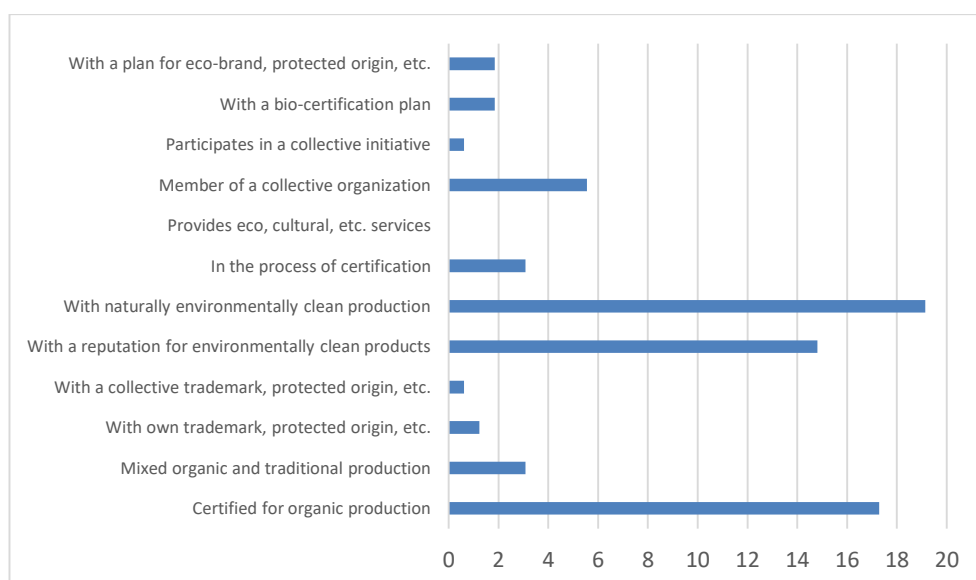 With a plan for eco-brand, protected origin, etc.
With a bio-certification plan
Participates in a collective initiative
Member of a collective organization
Provides eco, cultural, etc. services
In the process of certification
With naturally environmentally clean production
With a reputation for environmentally clean products
With a collective trademark, protected origin, etc.
With own trademark, protected origin, etc.
Mixed organic and traditional production
Certified for organic production
0 2 4 6 8 10 12 14 16 18 20